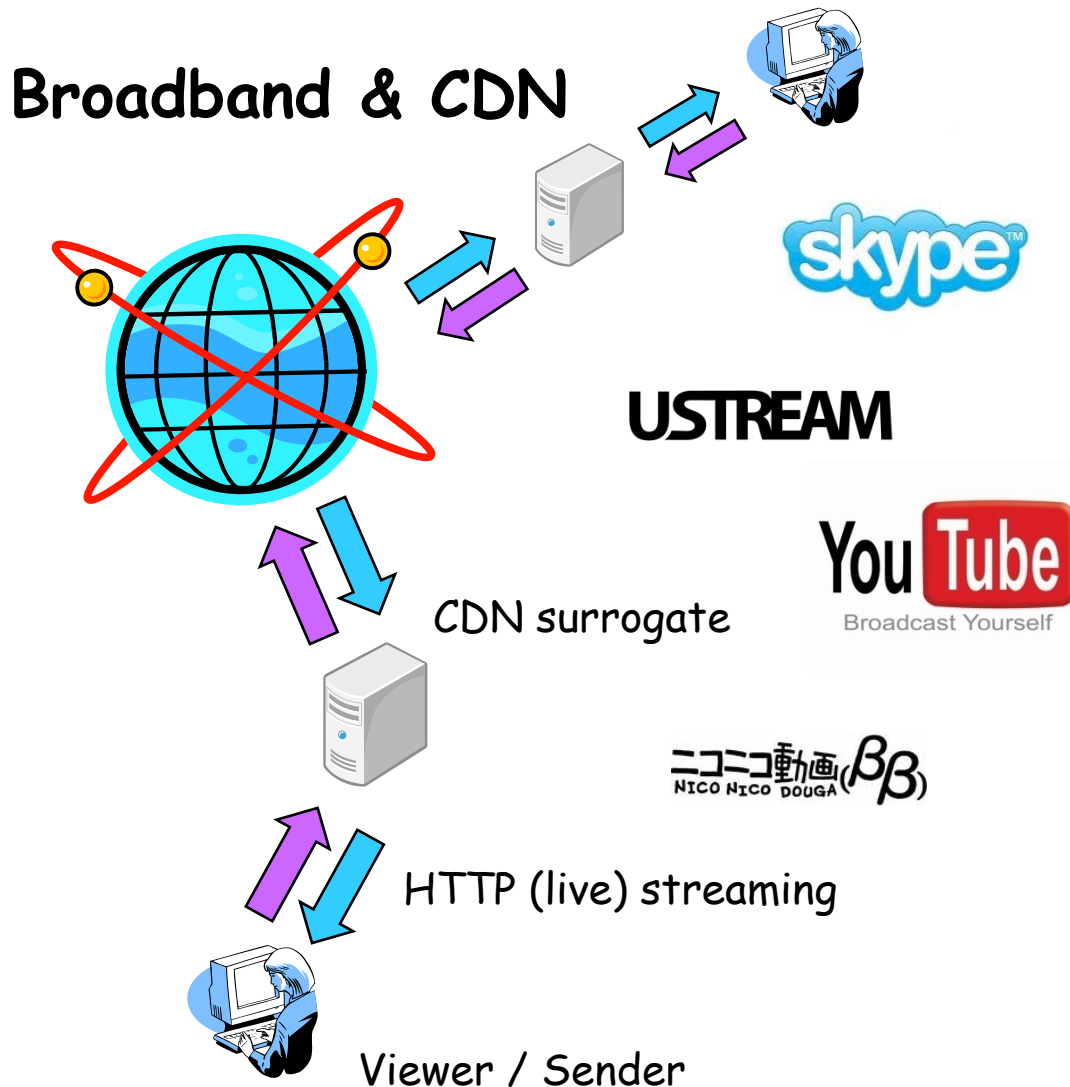 Broadband & CDN
skype™
USTREAM
YouTube
Broadcast Yourself
CDN surrogate
ニコニコ動画(ββ)
NICO NICO DOUGA
HTTP (live) streaming
Viewer / Sender